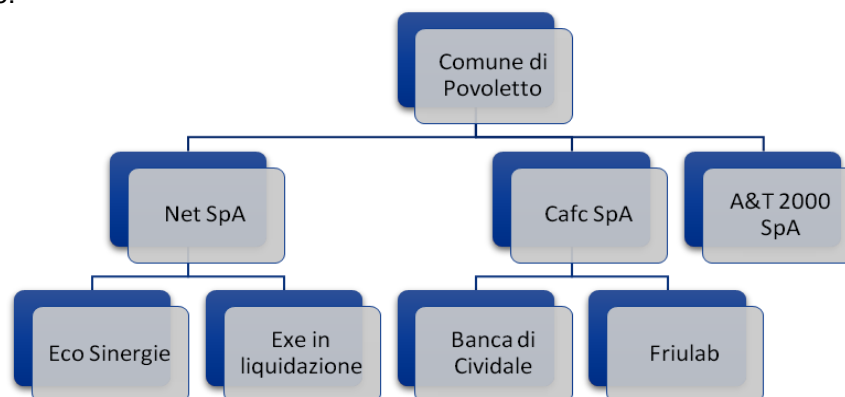 Comune di
Povoletto
Net SpA
Cafc SpA
A&T 2000
SpA
Eco Sinergie
Exe in
liquidazione
Banca di
Cividale
Friulab